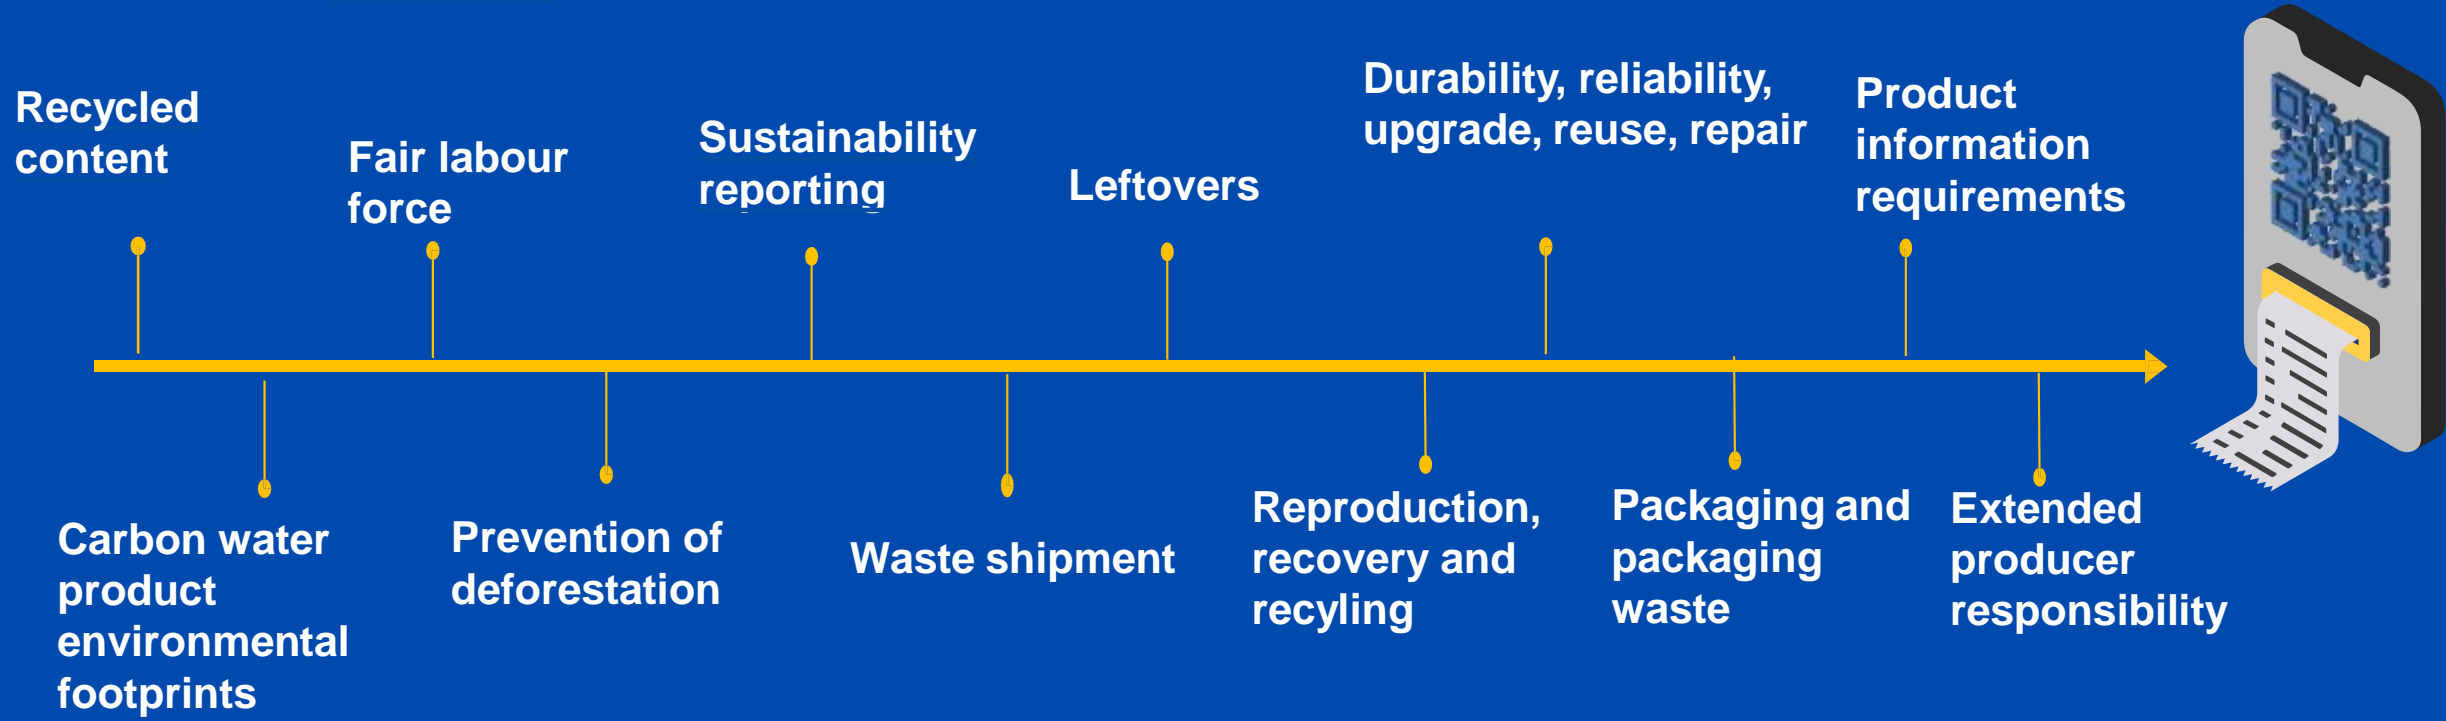 Recycled
content
Fair labour
force
Sustainability
reporting
Leftovers
Durability, reliability,
upgrade, reuse, repair
Product
information
requirements
Carbon water
product
environmental
footprints
Prevention of
deforestation
Waste shipment
Reproduction,
recovery and
recyling
Packaging and
packaging
waste
Extended
producer
responsibility